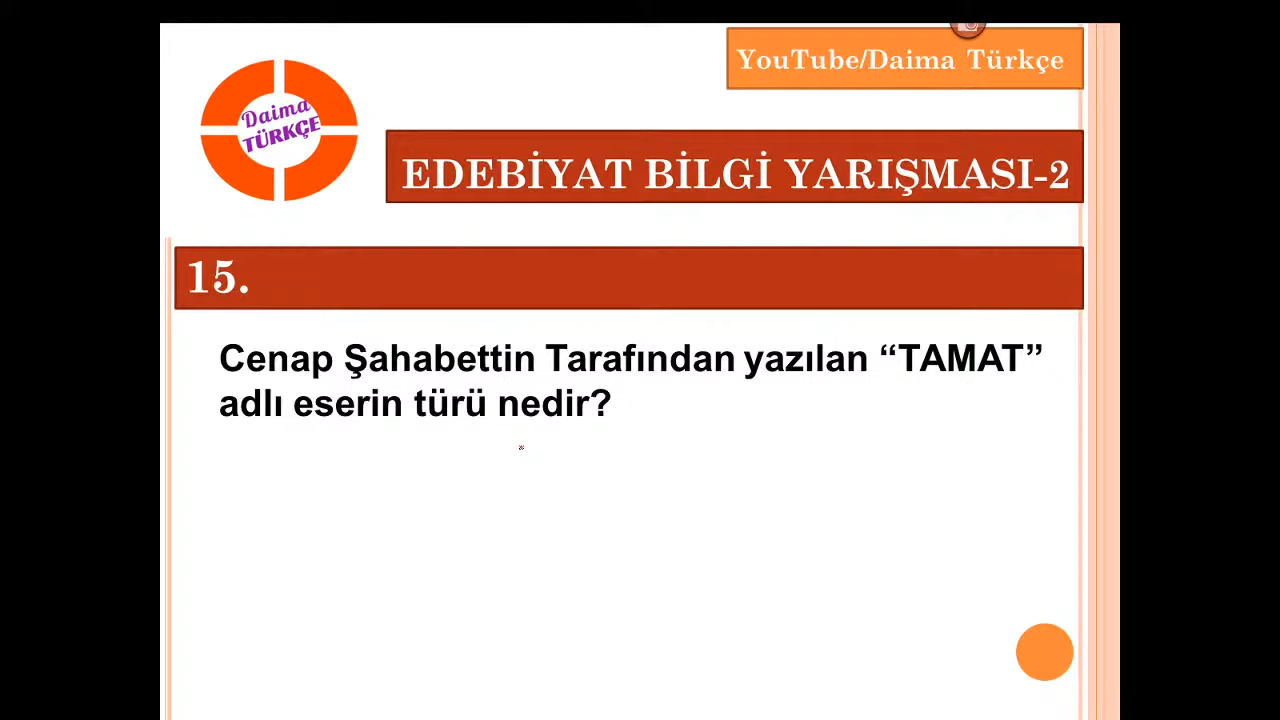 YouTube/Daima Türkçe
Daima
TÜRKÇE
EDEBİYAT BİLGİ YARIŞMASI-2
15.
Cenap Şahabettin Tarafından yazılan “TAMAT”
adlı eserin türü nedir?